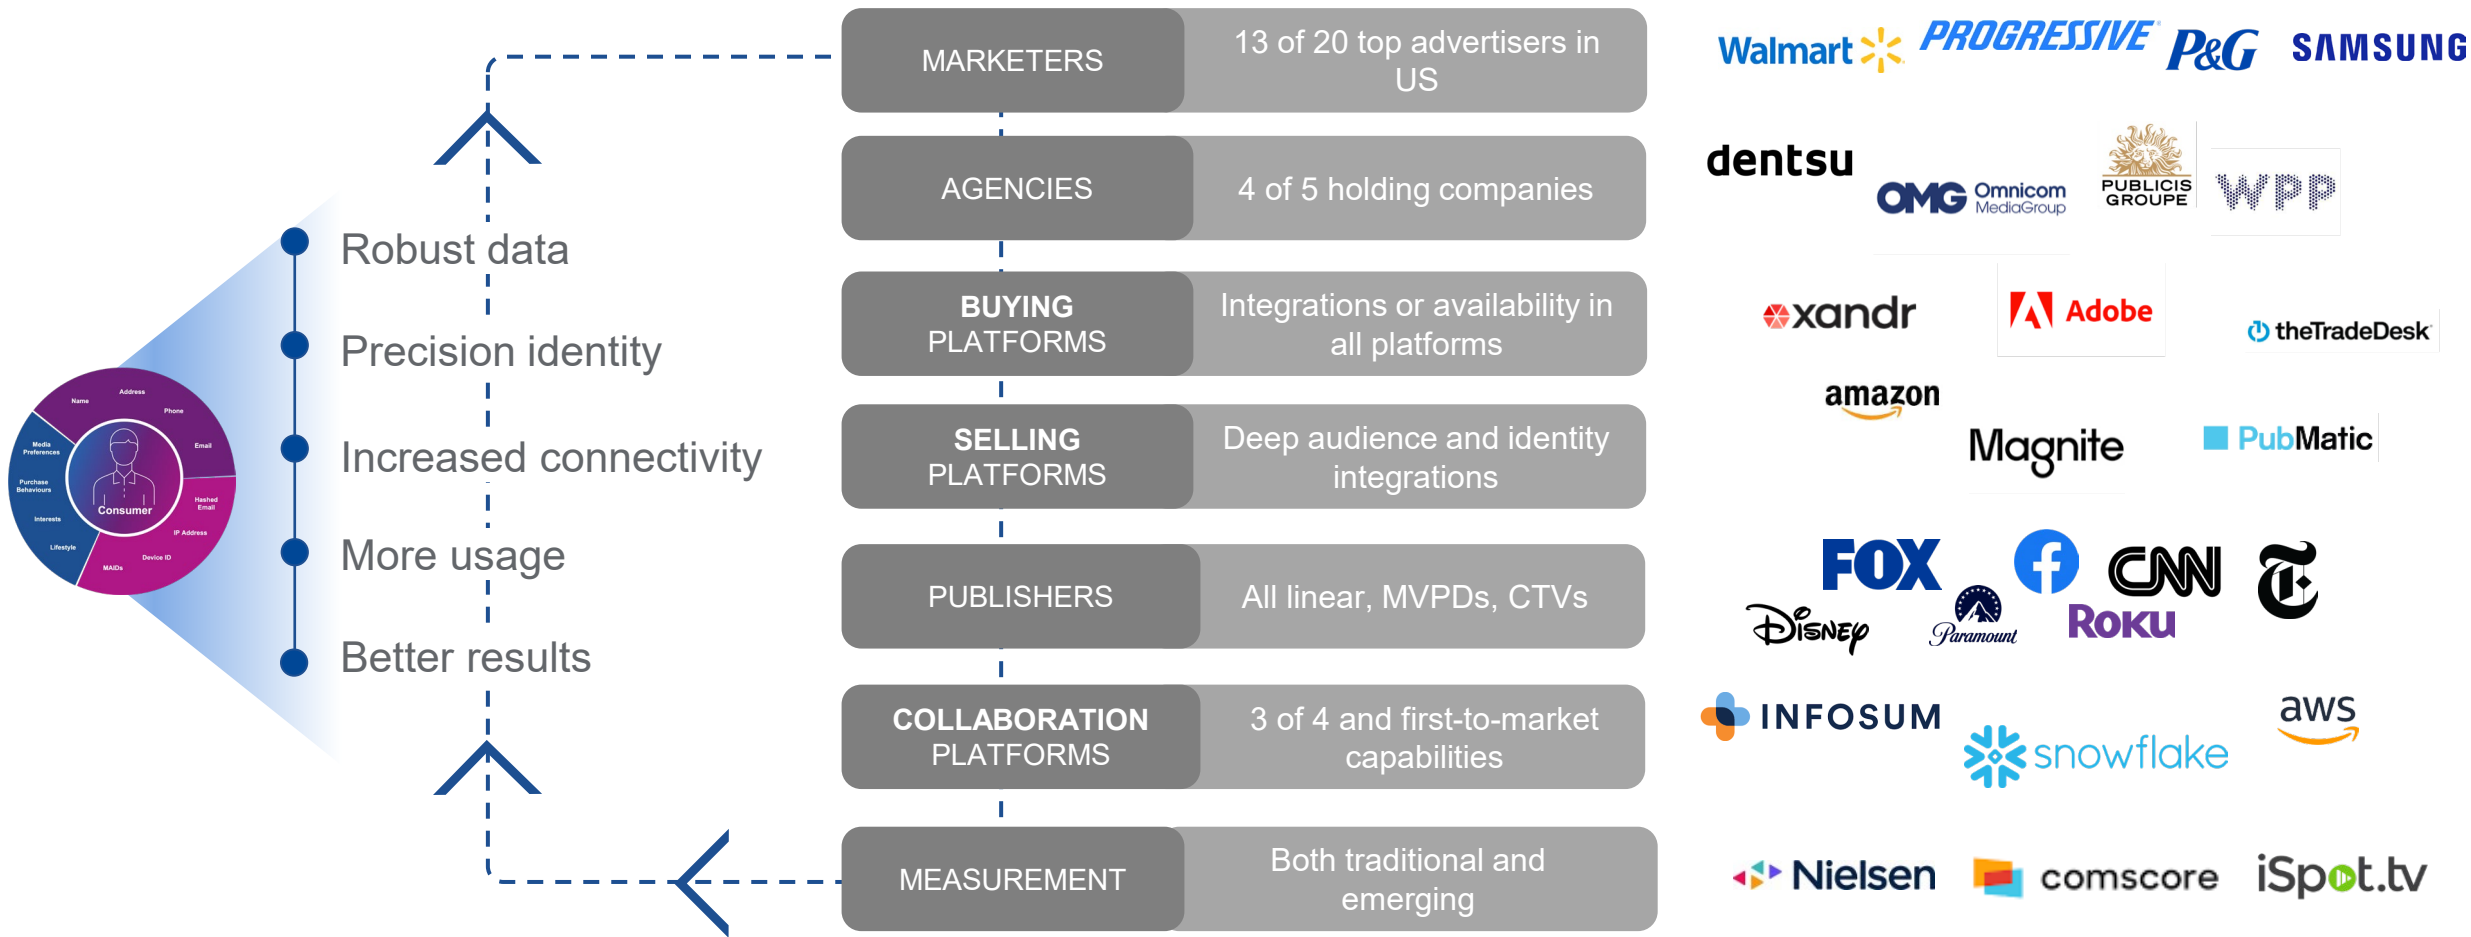 Name
Address
Phone
Email
Media
Preferences
Purchase
Behaviours
Interests
Lifestyle
Consumer
Hashed
Email
IP Address
Device ID
MAIDs
Robust data
Precision identity
Increased connectivity
More usage
Better results
MARKETERS
13 of 20 top advertisers in
US
Walmart
PROGRESSIVE®
P&G
SAMSUNG
AGENCIES
4 of 5 holding companies
dentsu
OMG Omnicom
MediaGroup
PUBLICIS
GROUPE
WPP
BUYING
PLATFORMS
Integrations or availability in
all platforms
xandr
Adobe
theTradeDesk
SELLING
PLATFORMS
Deep audience and identity
integrations
amazon
Magnite
PubMatic
PUBLISHERS
All linear, MVPDs, CTVs
FOX
f
CNN
T
Disney
Paramount
ROKU
COLLABORATION
PLATFORMS
3 of 4 and first-to-market
capabilities
INFOSUM
snowflake
aws
MEASUREMENT
Both traditional and
emerging
Nielsen
comscore
iSpot.tv